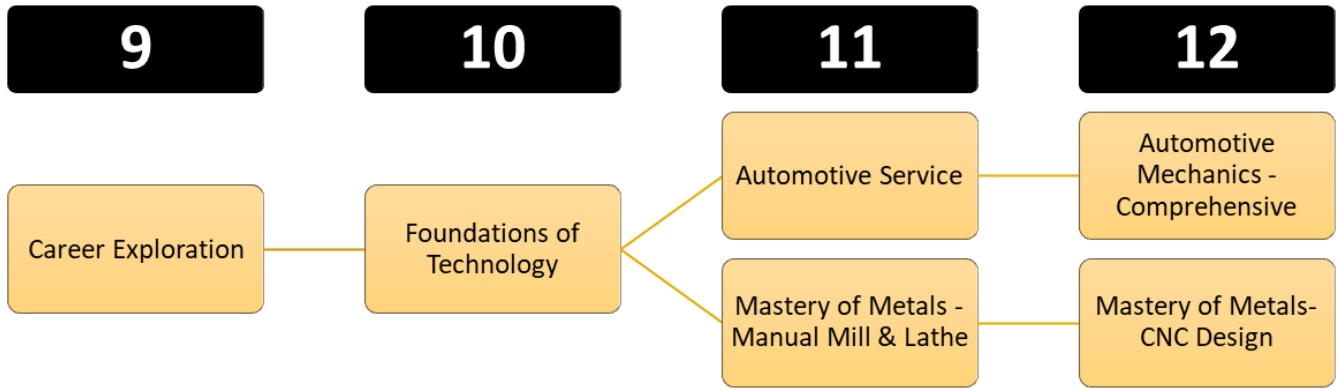 9
10
11
12
Career Exploration
Foundations of
Technology
Automotive Service
Automotive
Mechanics -
Comprehensive
Mastery of Metals -
Manual Mill & Lathe
Mastery of Metals-
CNC Design